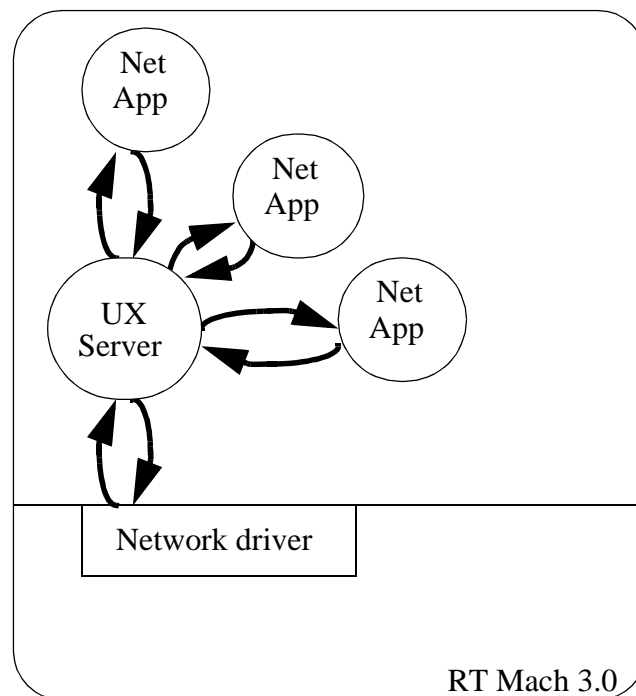 Net
App
Net
App
Net
App
UX
Server
Network driver
RT Mach 3.0